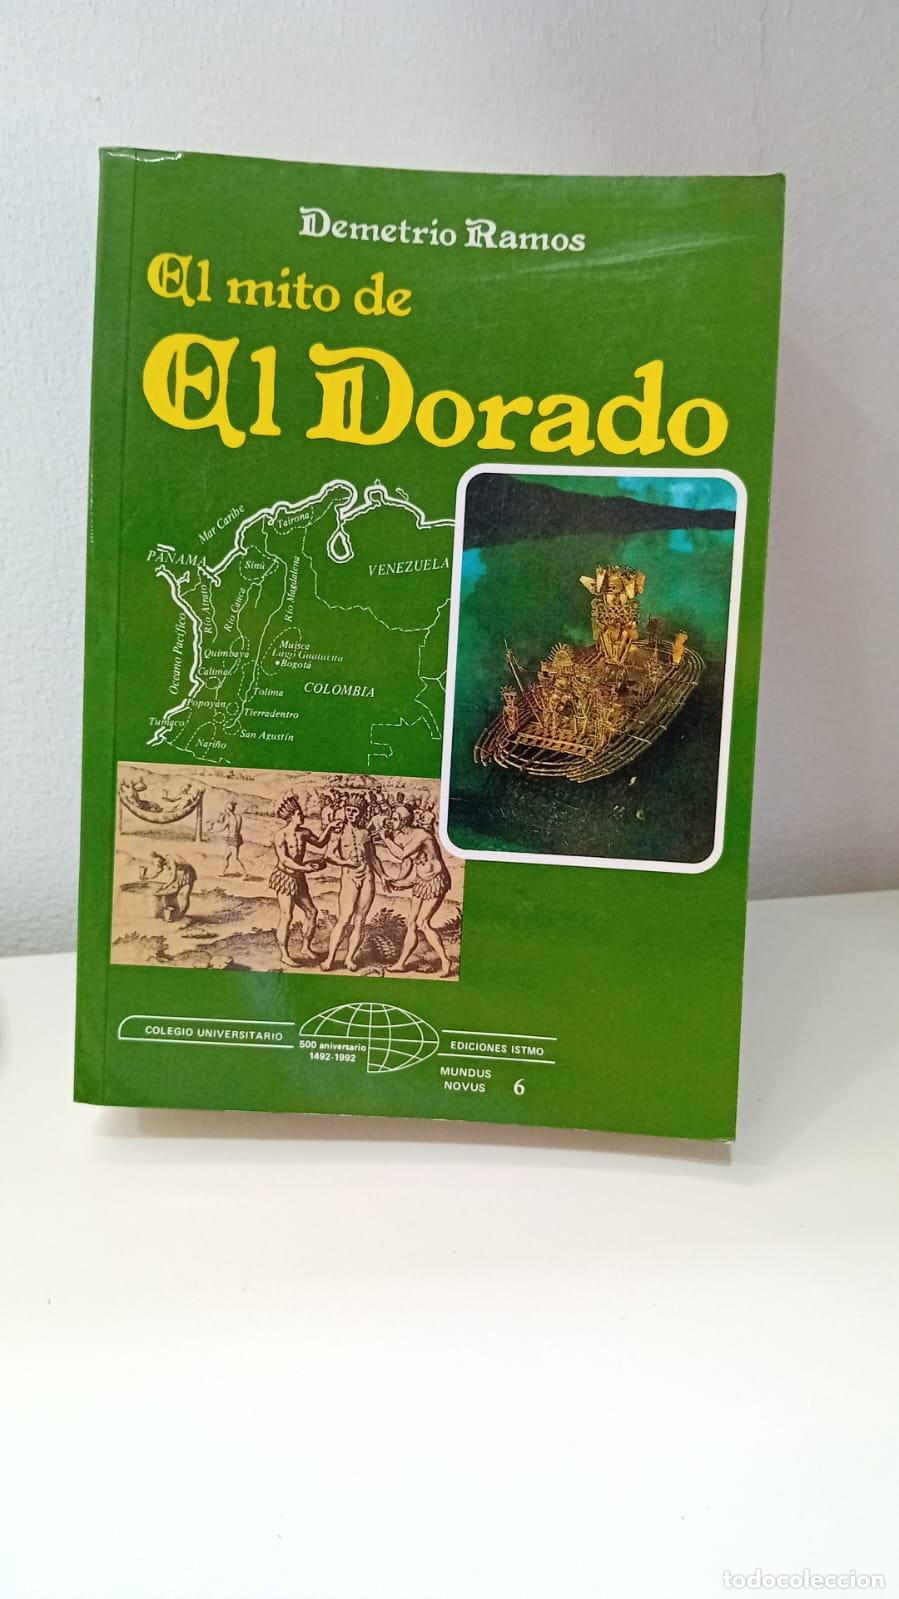 Demetrio Ramos
El mito de
El Dorado
Mar Caribe
Tairona
PANAMA
Sinú
VENEZUELA
Río Atrato
Río Cauca
Río Magdalena
Oceano Pacífico
Quimbaya
Muisca
Lago Guatavita
Bogotá
Calima
Tolima
COLOMBIA
Popoyán
Tierradentro
Tumaco
San Agustín
Nariño
COLEGIO UNIVERSITARIO
500 aniversario
1492-1992
EDICIONES ISTMO
MUNDUS
NOVUS 6
todocoleccion